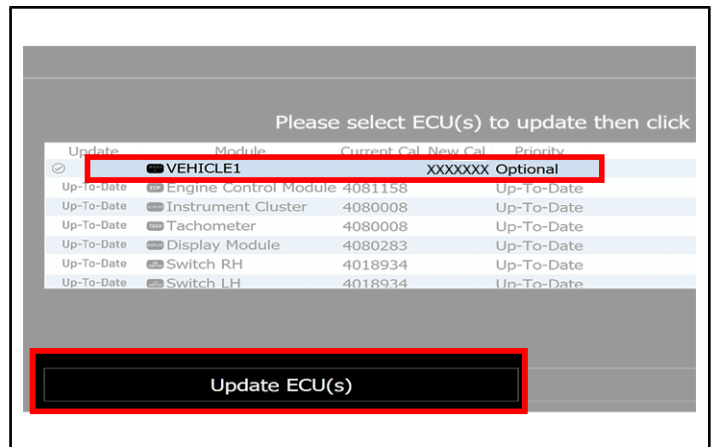 Please select ECU(s) to update then click
Update Module Current Cal New Cal Priority
VEHICLE1 XXXXXXX Optional
Up-To-Date Engine Control Module 4081158 Up-To-Date
Up-To-Date Instrument Cluster 4080008 Up-To-Date
Up-To-Date TACH Tachometer 4080008 Up-To-Date
Up-To-Date Display Module 4080283 Up-To-Date
Up-To-Date Switch RH 4018934 Up-To-Date
Up-To-Date Switch LH 4018934 Up-To-Date
Update ECU(s)